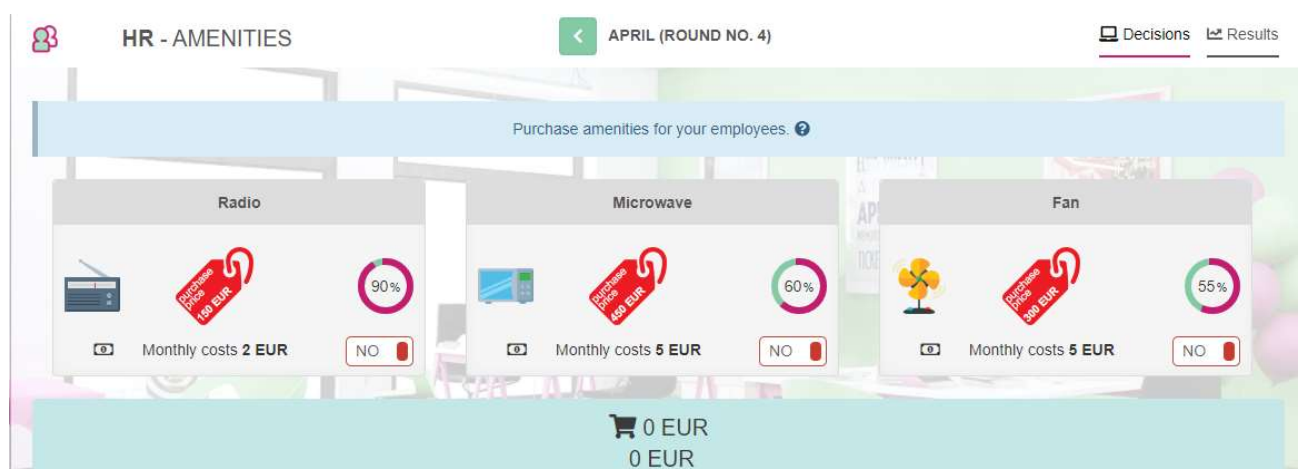 HR - AMENITIES
APRIL (ROUND NO. 4)
Decisions
Results
Purchase amenities for your employees.
Radio
purchase
price
150 EUR
90%
Monthly costs 2 EUR
NO
Microwave
purchase
price
450 EUR
60%
Monthly costs 5 EUR
NO
Fan
purchase
price
300 EUR
55%
Monthly costs 5 EUR
NO
0 EUR
0 EUR